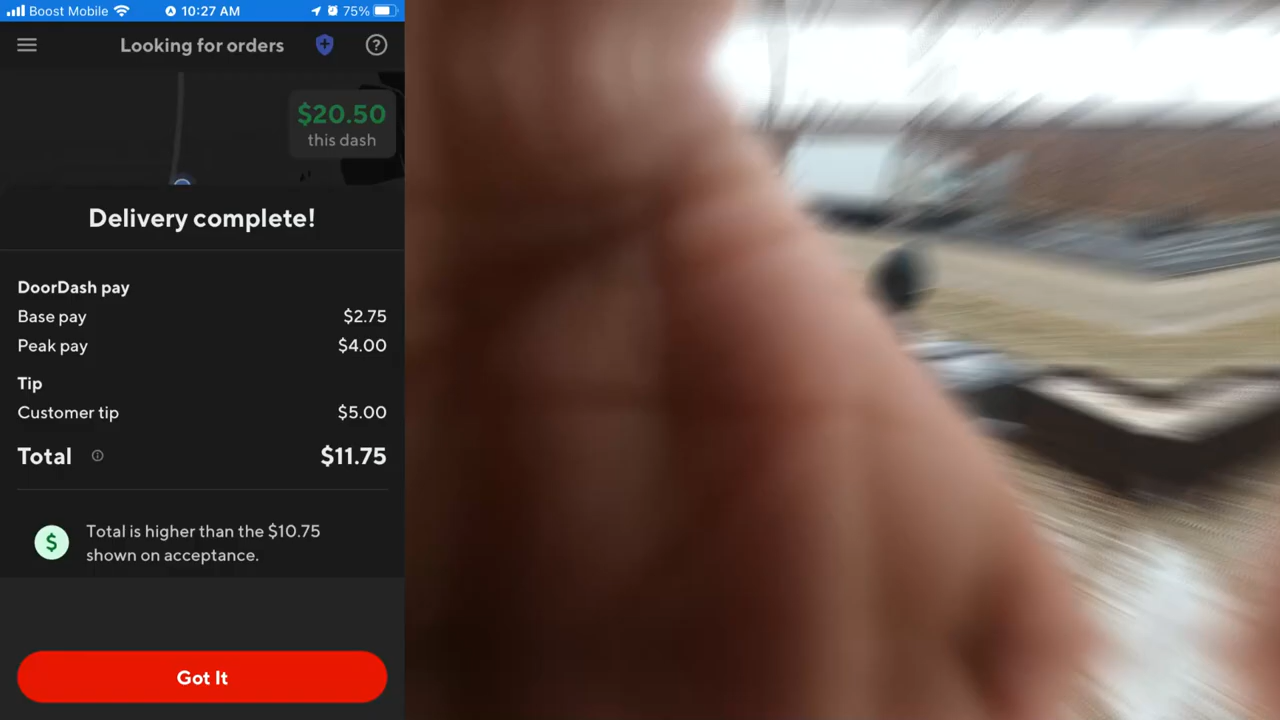 Boost Mobile 10:27 AM 75%
Looking for orders
$20.50
this dash
Delivery complete!
DoorDash pay
Base pay $2.75
Peak pay $4.00
Tip
Customer tip $5.00
Total $11.75
Total is higher than the $10.75
shown on acceptance.
Got It